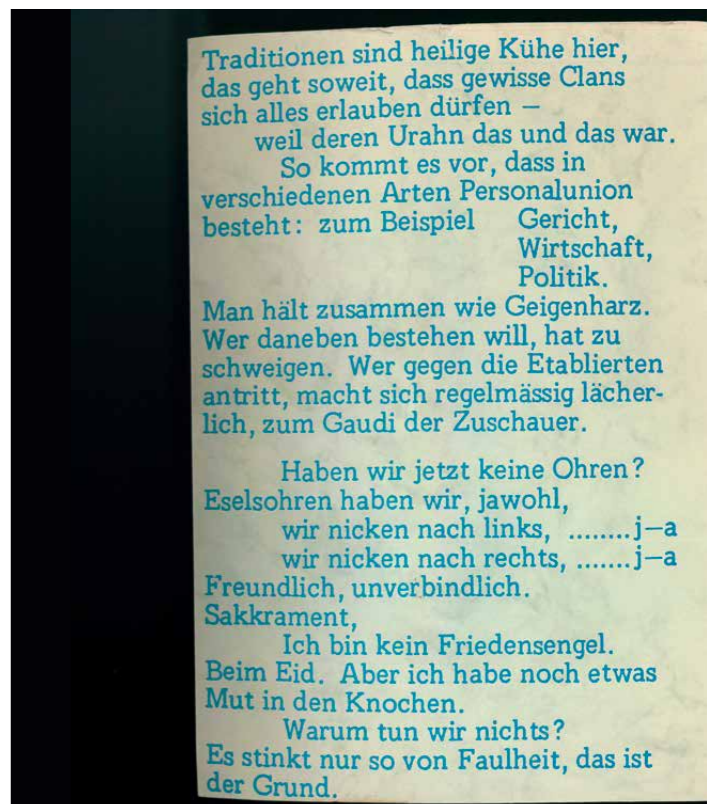 Traditionen sind heilige Kühe hier,
das geht soweit, dass gewisse Clans
sich alles erlauben dürfen —
weil deren Urahn das und das war.
So kommt es vor, dass in
verschiedenen Arten Personalunion
besteht: zum Beispiel Gericht,
Wirtschaft,
Politik.
Man hält zusammen wie Geigenharz.
Wer daneben bestehen will, hat zu
schweigen. Wer gegen die Etablierten
antritt, macht sich regelmässig lächer-
lich, zum Gaudi der Zuschauer.
Haben wir jetzt keine Ohren?
Eselsohren haben wir, jawohl,
wir nicken nach links, ........j—a
wir nicken nach rechts, .......j—a
Freundlich, unverbindlich.
Sakkrament,
Ich bin kein Friedensengel.
Beim Eid. Aber ich habe noch etwas
Mut in den Knochen.
Warum tun wir nichts?
Es stinkt nur so von Faulheit, das ist
der Grund.